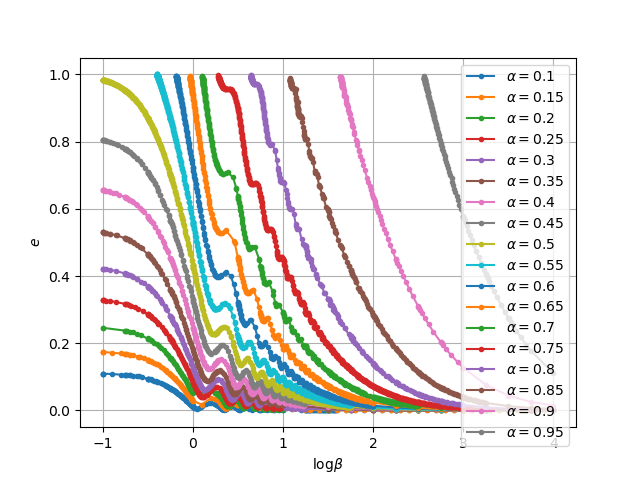 1.0
0.8
0.6
0.4
0.2
0.0
e
−1
0
1
2
3
4
logβ
α = 0.1
α = 0.15
α = 0.2
α = 0.25
α = 0.3
α = 0.35
α = 0.4
α = 0.45
α = 0.5
α = 0.55
α = 0.6
α = 0.65
α = 0.7
α = 0.75
α = 0.8
α = 0.85
α = 0.9
α = 0.95